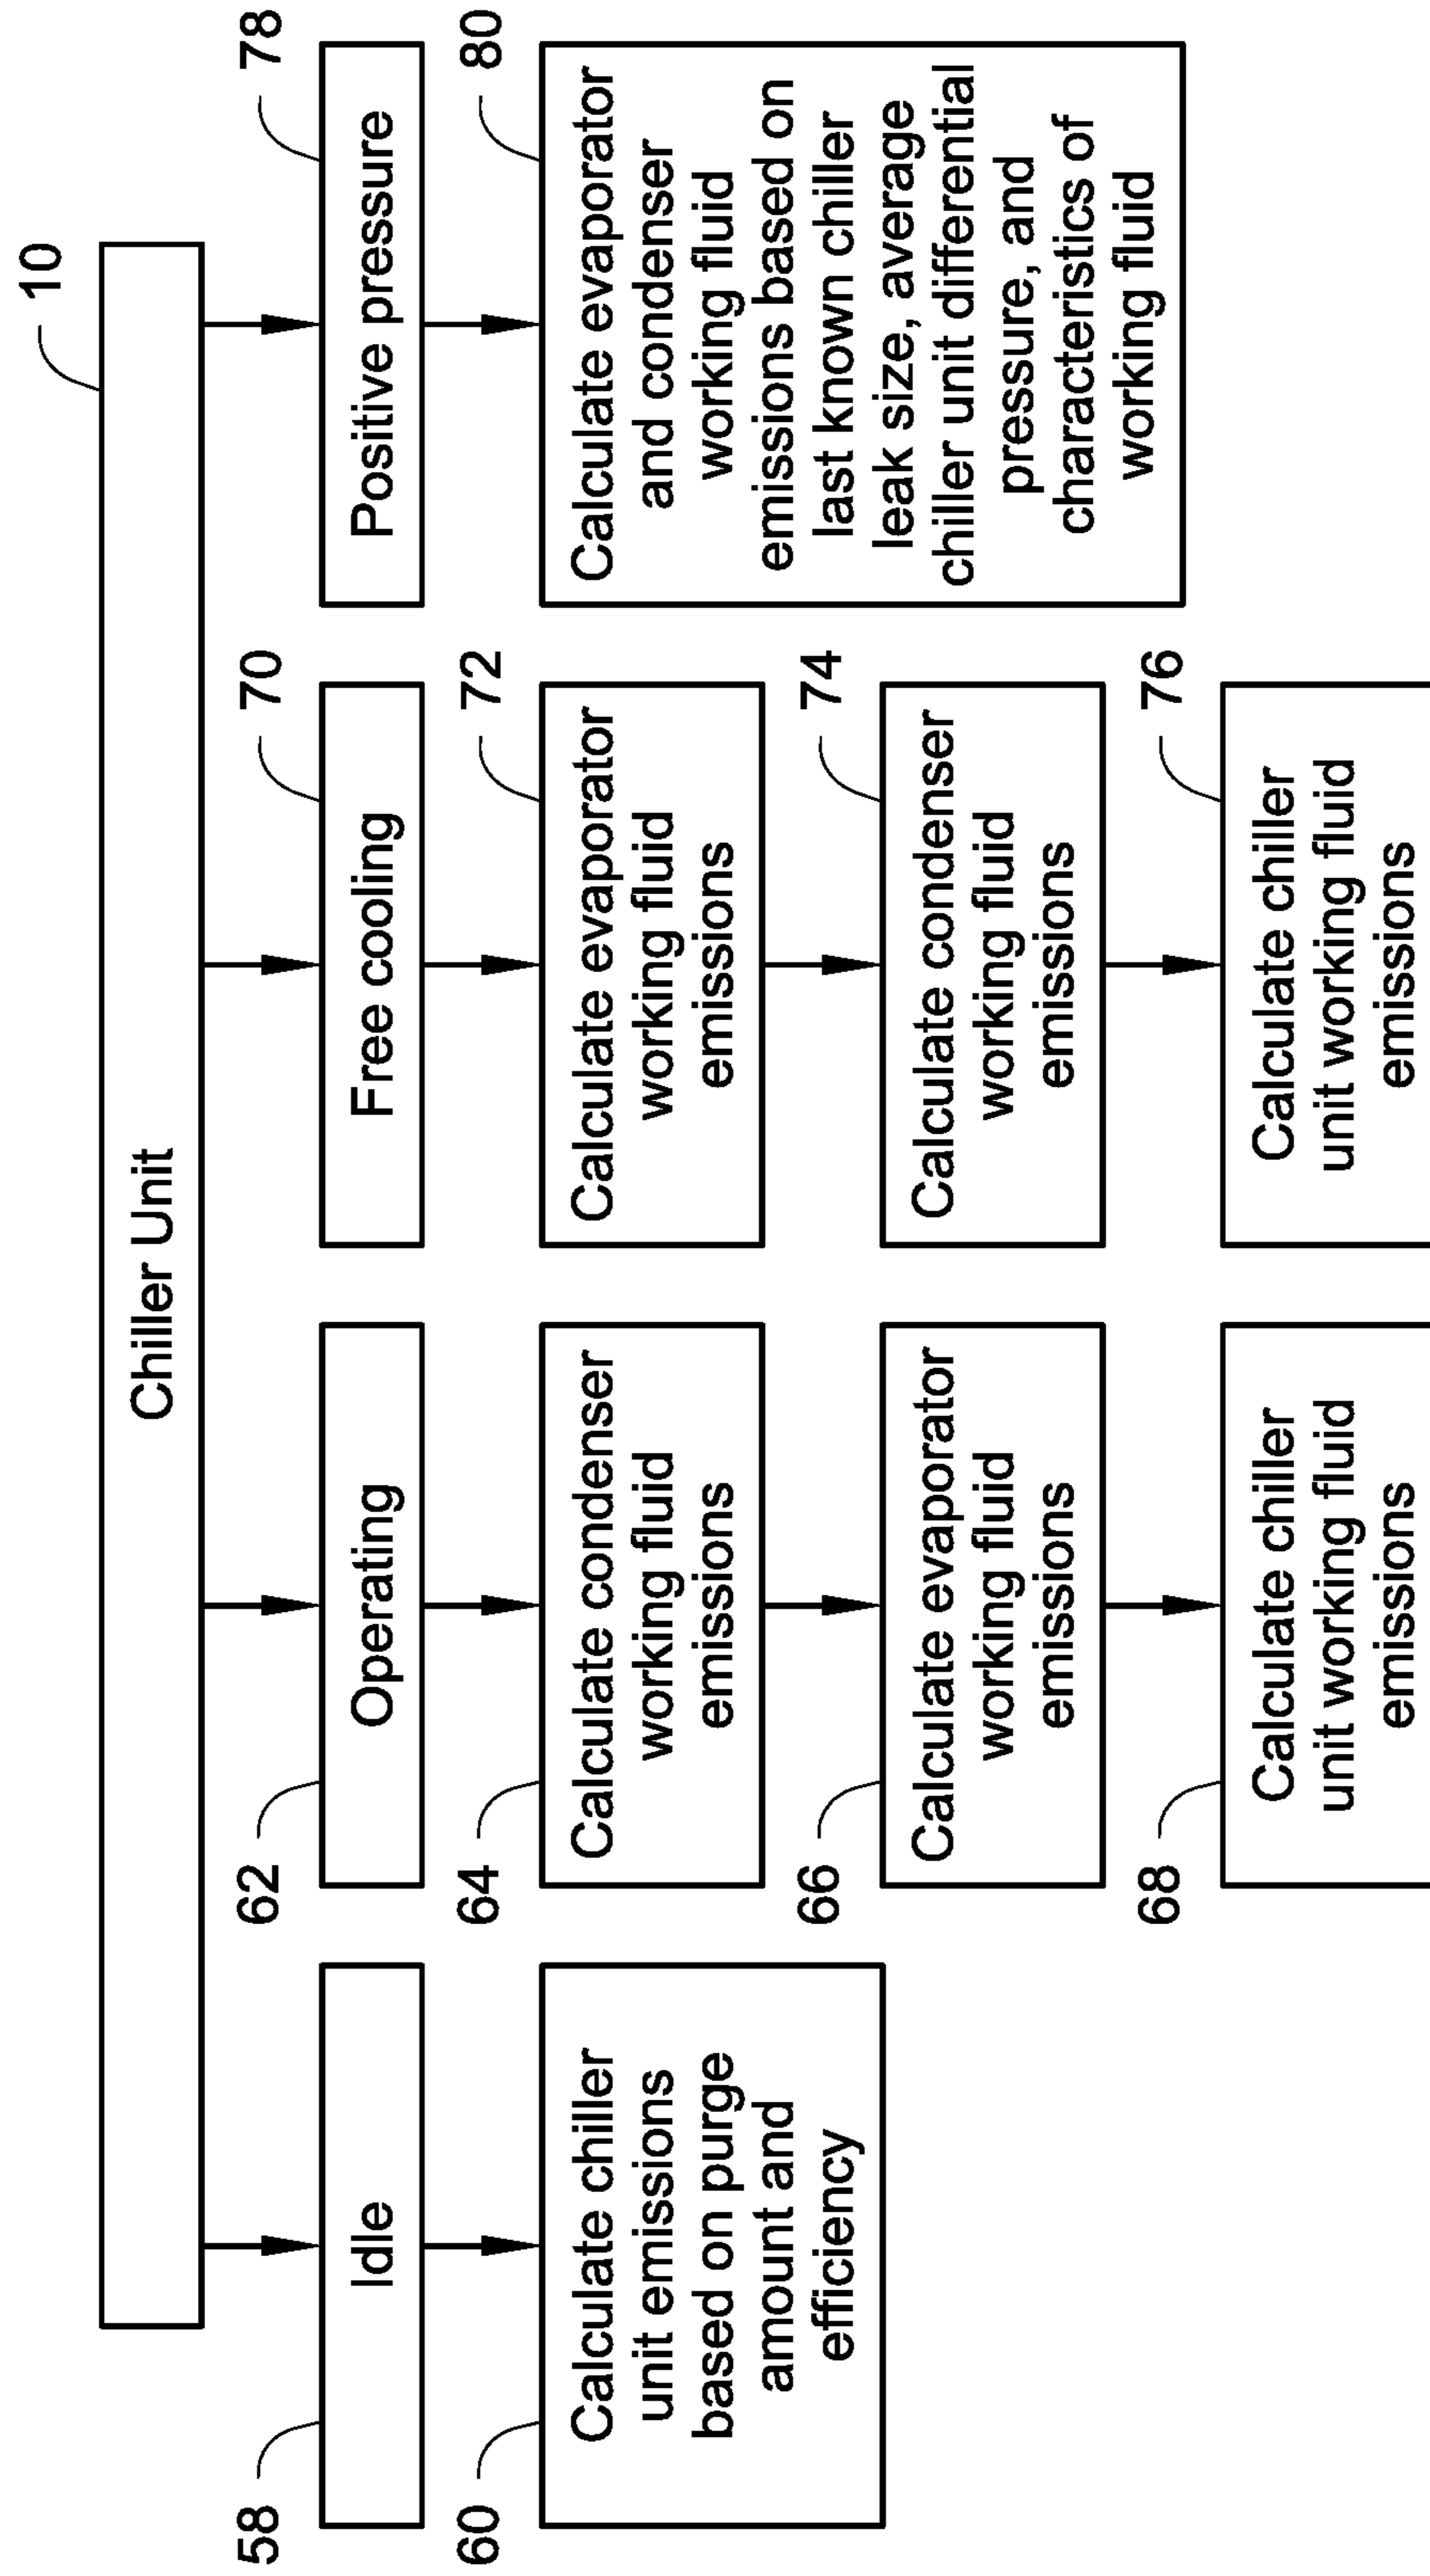 10
Chiller Unit
58
Idle
60
Calculate chiller
unit emissions
based on purge
amount and
efficiency
62
Operating
64
Calculate condenser
working fluid
emissions
66
Calculate evaporator
working fluid
emissions
68
Calculate chiller
unit working fluid
emissions
70
Free cooling
72
Calculate evaporator
working fluid
emissions
74
Calculate condenser
working fluid
emissions
76
Calculate chiller
unit working fluid
emissions
78
Positive pressure
80
Calculate evaporator
and condenser
working fluid
emissions based on
last known chiller
leak size, average
chiller unit differential
pressure, and
characteristics of
working fluid